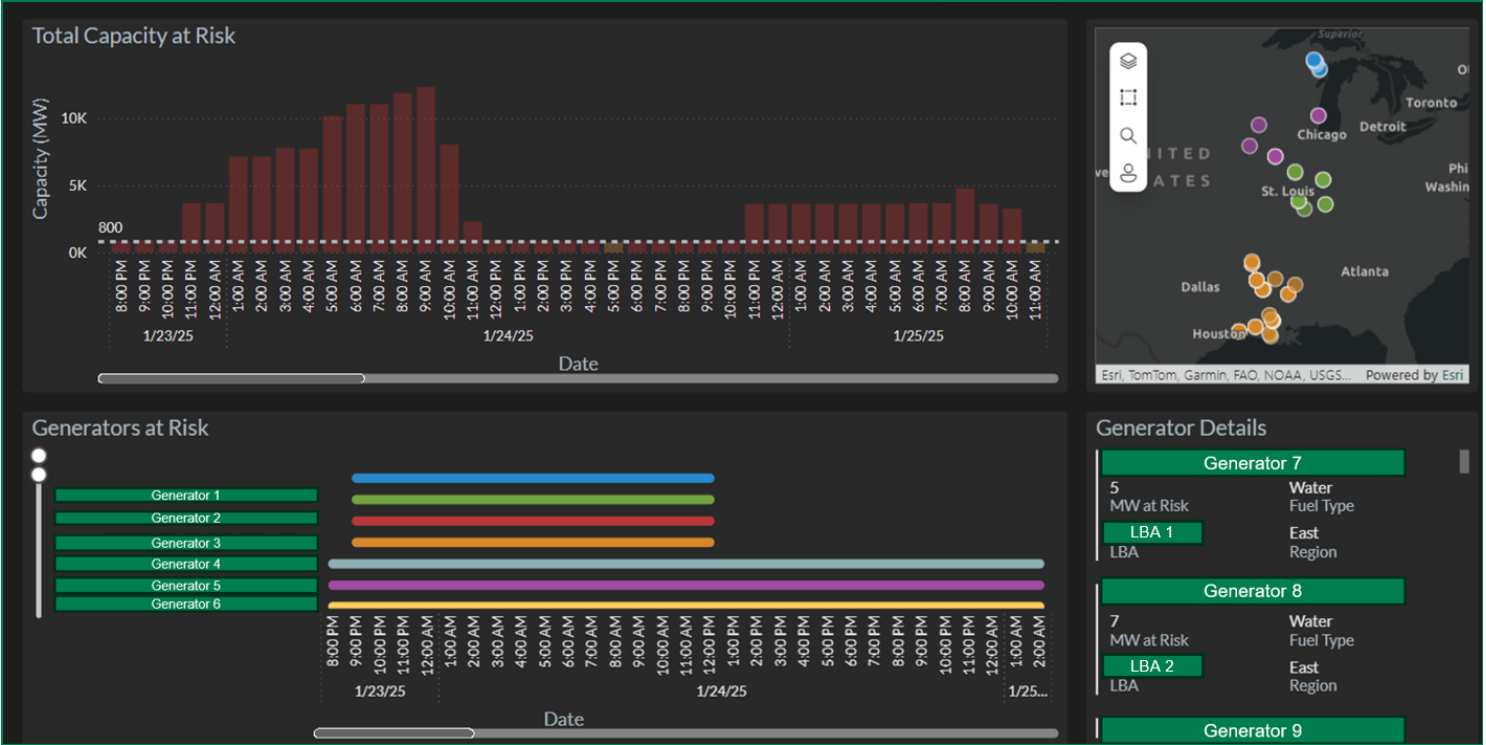 Total Capacity at Risk
Capacity (MW)
10K
5K
800
0K
8:00 PM
9:00 PM
10:00 PM
11:00 PM
12:00 AM
1:00 AM
2:00 AM
3:00 AM
4:00 AM
5:00 AM
6:00 AM
7:00 AM
8:00 AM
9:00 AM
10:00 AM
11:00 AM
12:00 PM
1:00 PM
2:00 PM
3:00 PM
4:00 PM
5:00 PM
6:00 PM
7:00 PM
8:00 PM
9:00 PM
10:00 PM
11:00 PM
12:00 AM
1:00 AM
2:00 AM
3:00 AM
4:00 AM
5:00 AM
6:00 AM
7:00 AM
8:00 AM
9:00 AM
10:00 AM
11:00 AM
1/23/25
1/24/25
1/25/25
Date
Superior
Toronto
Detroit
Chicago
ITED
ATES
Phi
Washin
St. Louis
Atlanta
Dallas
Houston
Esri, TomTom, Garmin, FAO, NOAA, USGS... Powered by Esri
Generators at Risk
Generator 1
Generator 2
Generator 3
Generator 4
Generator 5
Generator 6
8:00 PM
9:00 PM
10:00 PM
11:00 PM
12:00 AM
1:00 AM
2:00 AM
3:00 AM
4:00 AM
5:00 AM
6:00 AM
7:00 AM
8:00 AM
9:00 AM
10:00 AM
11:00 AM
12:00 PM
1:00 PM
2:00 PM
3:00 PM
4:00 PM
5:00 PM
6:00 PM
7:00 PM
8:00 PM
9:00 PM
10:00 PM
11:00 PM
12:00 AM
1:00 AM
2:00 AM
1/23/25
1/24/25
1/25...
Date
Generator Details
Generator 7
5 Water
MW at Risk Fuel Type
LBA 1 East
LBA Region
Generator 8
7 Water
MW at Risk Fuel Type
LBA 2 East
LBA Region
Generator 9